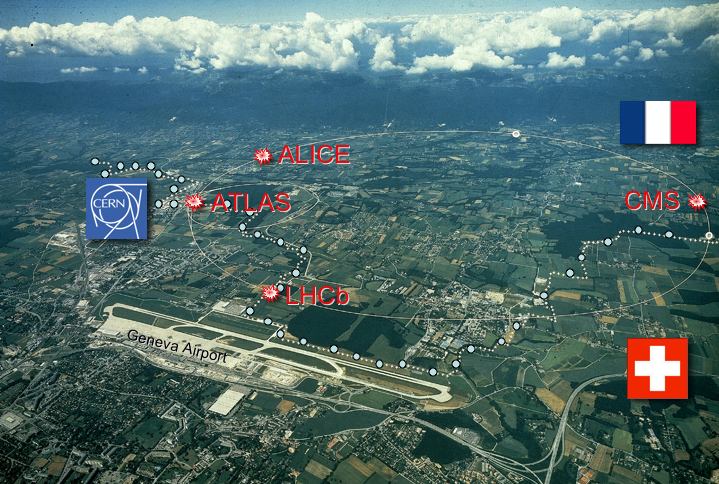 ALICE
CMS
CERN
ATLAS
LHCb
Geneva Airport